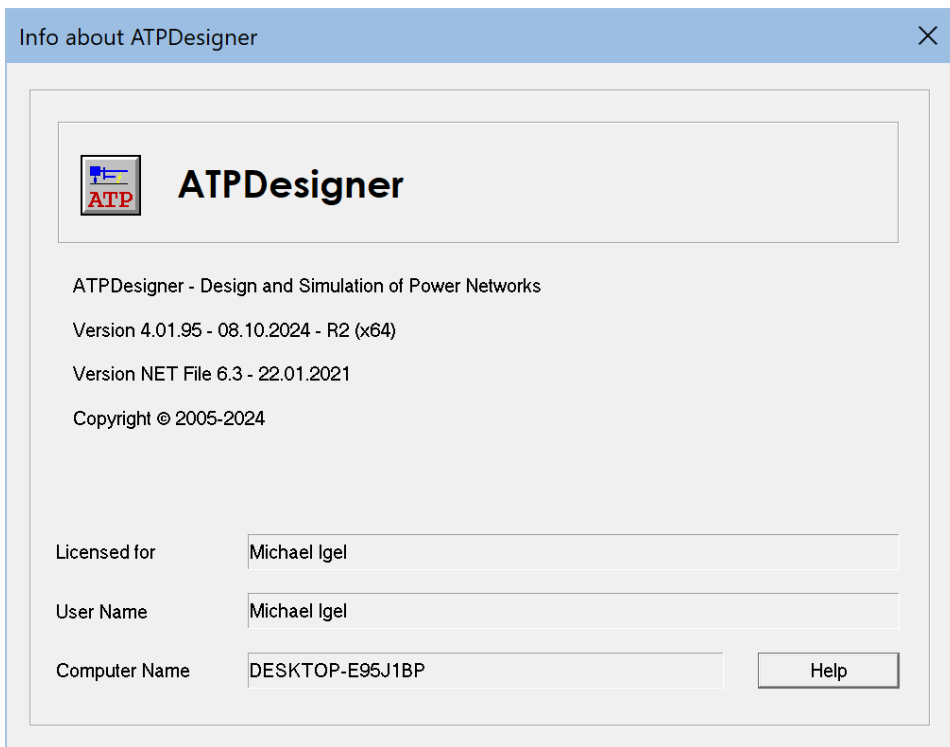 Info about ATPDesigner
ATP
ATPDesigner
ATPDesigner - Design and Simulation of Power Networks
Version 4.01.95 - 08.10.2024 - R2 (x64)
Version NET File 6.3 - 22.01.2021
Copyright © 2005-2024
Licensed for Michael Igel
User Name Michael Igel
Computer Name DESKTOP-E95J1BP Help